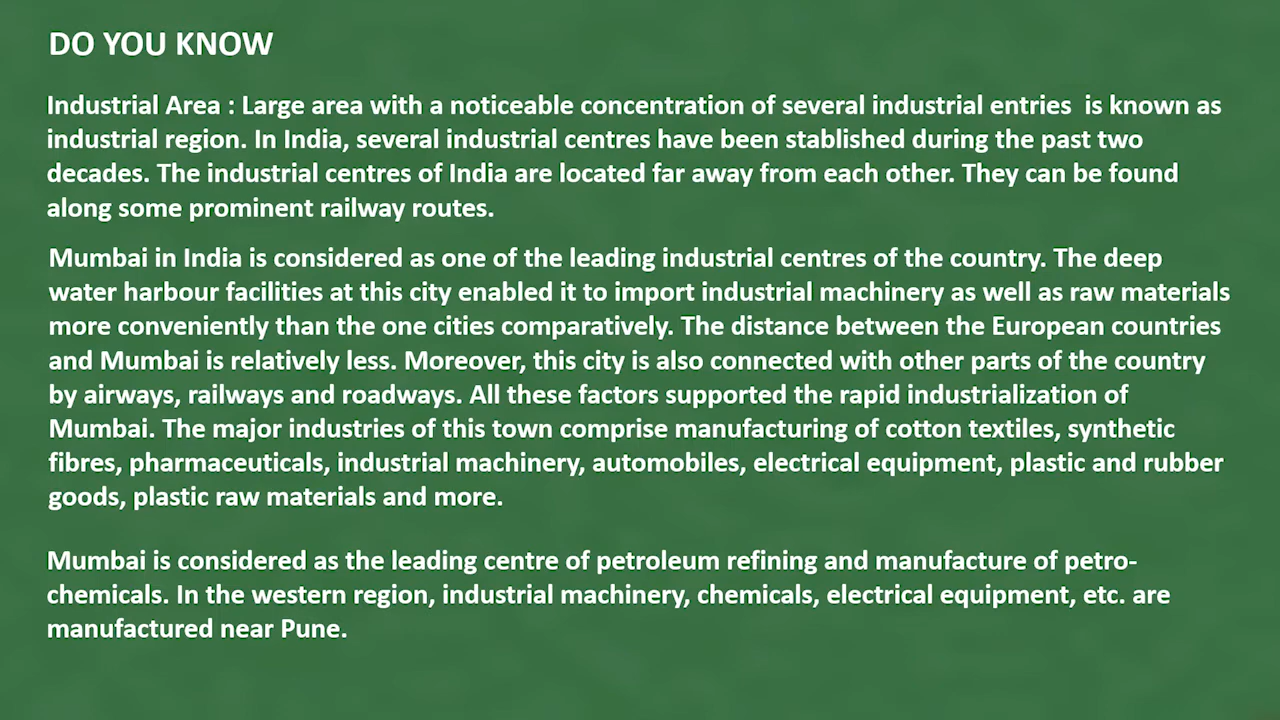 DO YOU KNOW
Industrial Area : Large area with a noticeable concentration of several industrial entries  is known as
industrial region. In India, several industrial centres have been stablished during the past two
decades. The industrial centres of India are located far away from each other. They can be found
along some prominent railway routes.
Mumbai in India is considered as one of the leading industrial centres of the country. The deep
water harbour facilities at this city enabled it to import industrial machinery as well as raw materials
more conveniently than the one cities comparatively. The distance between the European countries
and Mumbai is relatively less. Moreover, this city is also connected with other parts of the country
by airways, railways and roadways. All these factors supported the rapid industrialization of
Mumbai. The major industries of this town comprise manufacturing of cotton textiles, synthetic
fibres, pharmaceuticals, industrial machinery, automobiles, electrical equipment, plastic and rubber
goods, plastic raw materials and more.
Mumbai is considered as the leading centre of petroleum refining and manufacture of petro-
chemicals. In the western region, industrial machinery, chemicals, electrical equipment, etc. are
manufactured near Pune.